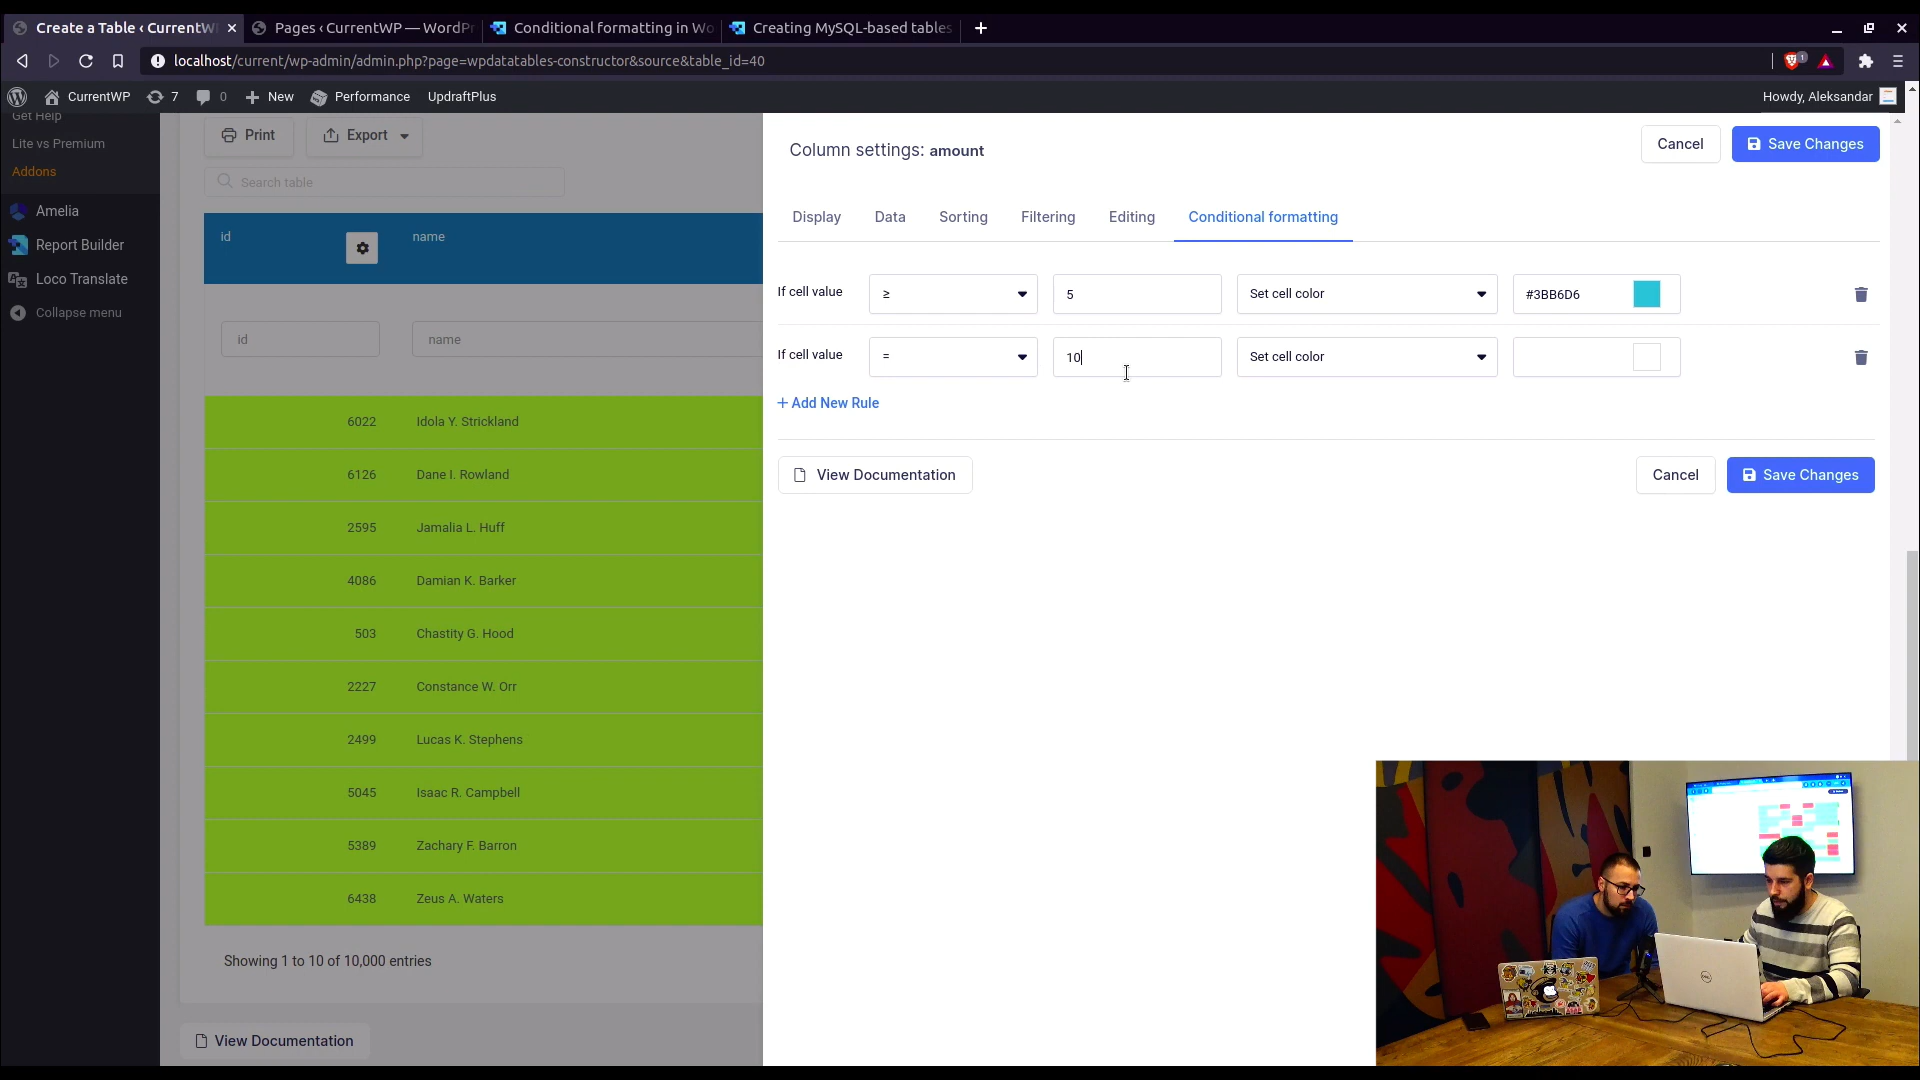 Create a Table ‹ CurrentW
Pages ‹ CurrentWP — WordPr
Conditional formatting in Wo
Creating MySQL-based tables
localhost/current/wp-admin/admin.php?page=wpdatatables-constructor&source&table_id=40
1
CurrentWP
7
0
New
Performance
UpdraftPlus
Howdy, Aleksandar
Get Help
Lite vs Premium
Addons
Amelia
Report Builder
Loco Translate
Collapse menu
Print
Export
Search table
id
name
id
name
6022 Idola Y. Strickland
6126 Dane I. Rowland
2595 Jamalia L. Huff
4086 Damian K. Barker
503 Chastity G. Hood
2227 Constance W. Orr
2499 Lucas K. Stephens
5045 Isaac R. Campbell
5389 Zachary F. Barron
6438 Zeus A. Waters
Showing 1 to 10 of 10,000 entries
View Documentation
Column settings: amount
Cancel
Save Changes
Display
Data
Sorting
Filtering
Editing
Conditional formatting
If cell value ≥ 5 Set cell color #3BB6D6
If cell value = 10 Set cell color
+ Add New Rule
View Documentation
Cancel
Save Changes